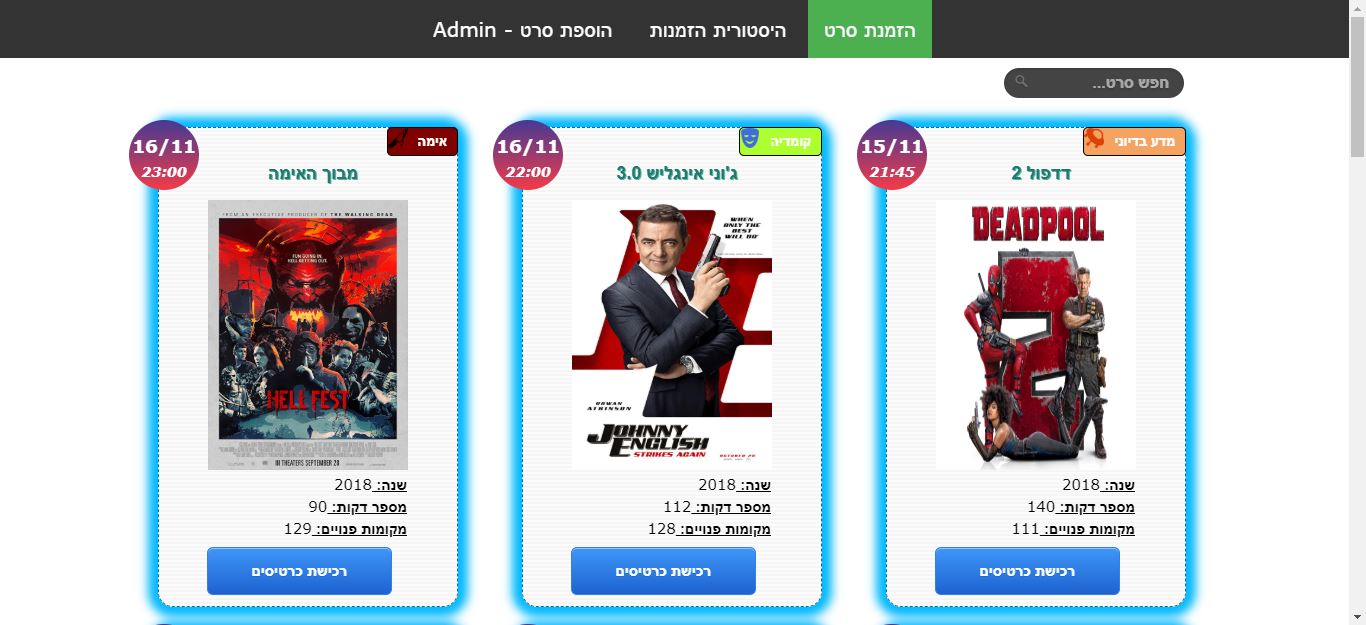 הזמנת סרט
היסטורית הזמנות
הוספת סרט - Admin
חפש סרט...
מדע בדיוני
15/11
21:45
דדפול 2
DEADPOOL
2
שנה: 2018
מספר דקות: 140
מקומות פנויים: 111
רכישת כרטיסים
קומדיה
16/11
22:00
ג'וני אינגליש 3.0
WHEN
ONLY THE
BEST
WILL DO
ROWAN
ATKINSON
JOHNNY
ENGLISH
STRIKES AGAIN
OCTOBER 26
שנה: 2018
מספר דקות: 112
מקומות פנויים: 128
רכישת כרטיסים
אימה
16/11
23:00
מבוך האימה
FROM AN EXECUTIVE PRODUCER OF THE WALKING DEAD
FUN GETTING IN.
HELL GETTING OUT.
HELL FEST
IN THEATERS SEPTEMBER 28
שנה: 2018
מספר דקות: 90
מקומות פנויים: 129
רכישת כרטיסים